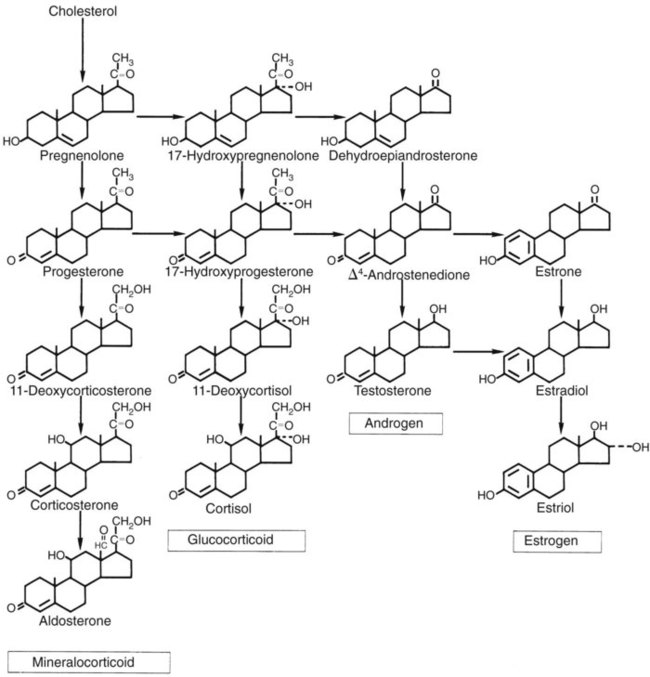 Cholesterol
CH3
C=O
CH3
C=O
OH
O
HO
HO
HO
Pregnenolone
17-Hydroxypregnenolone
Dehydroepiandrosterone
CH3
C=O
CH3
C=O
OH
O
O
O
O
O
HO
Progesterone
17-Hydroxyprogesterone
Δ4-Androstenedione
Estrone
CH2OH
C=O
CH2OH
C=O
OH
OH
OH
O
O
O
HO
11-Deoxycorticosterone
11-Deoxycortisol
Testosterone
Estradiol
Androgen
CH2OH
C=O
HO
CH2OH
C=O
HO
OH
OH
OH
O
O
HO
Corticosterone
Cortisol
Estriol
Glucocorticoid
Estrogen
CH2OH
O
HC
C=O
HO
O
Aldosterone
Mineralocorticoid